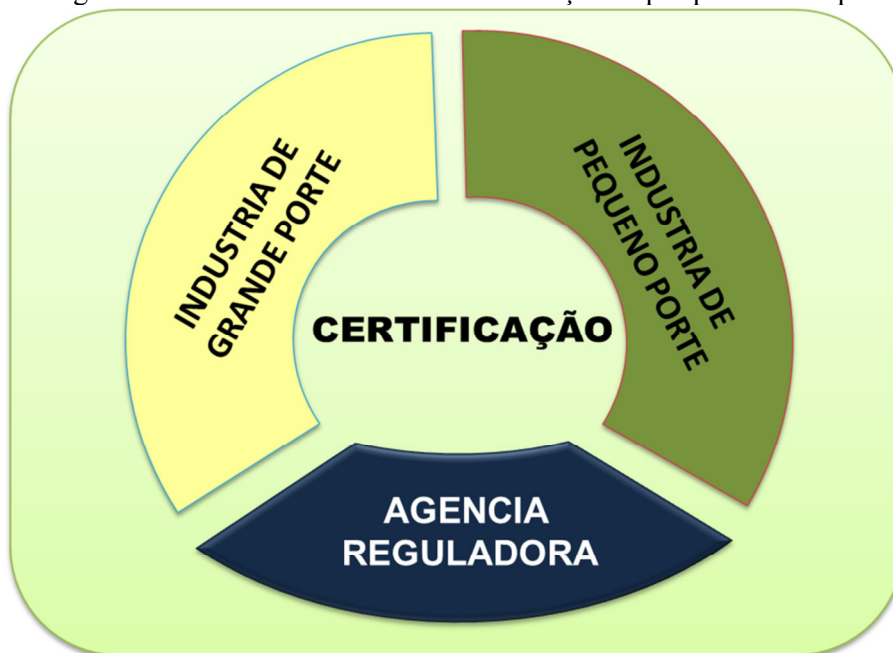 INDUSTRIA DE
GRANDE PORTE
INDUSTRIA DE
PEQUENO PORTE
CERTIFICAÇÃO
AGENCIA
REGULADORA